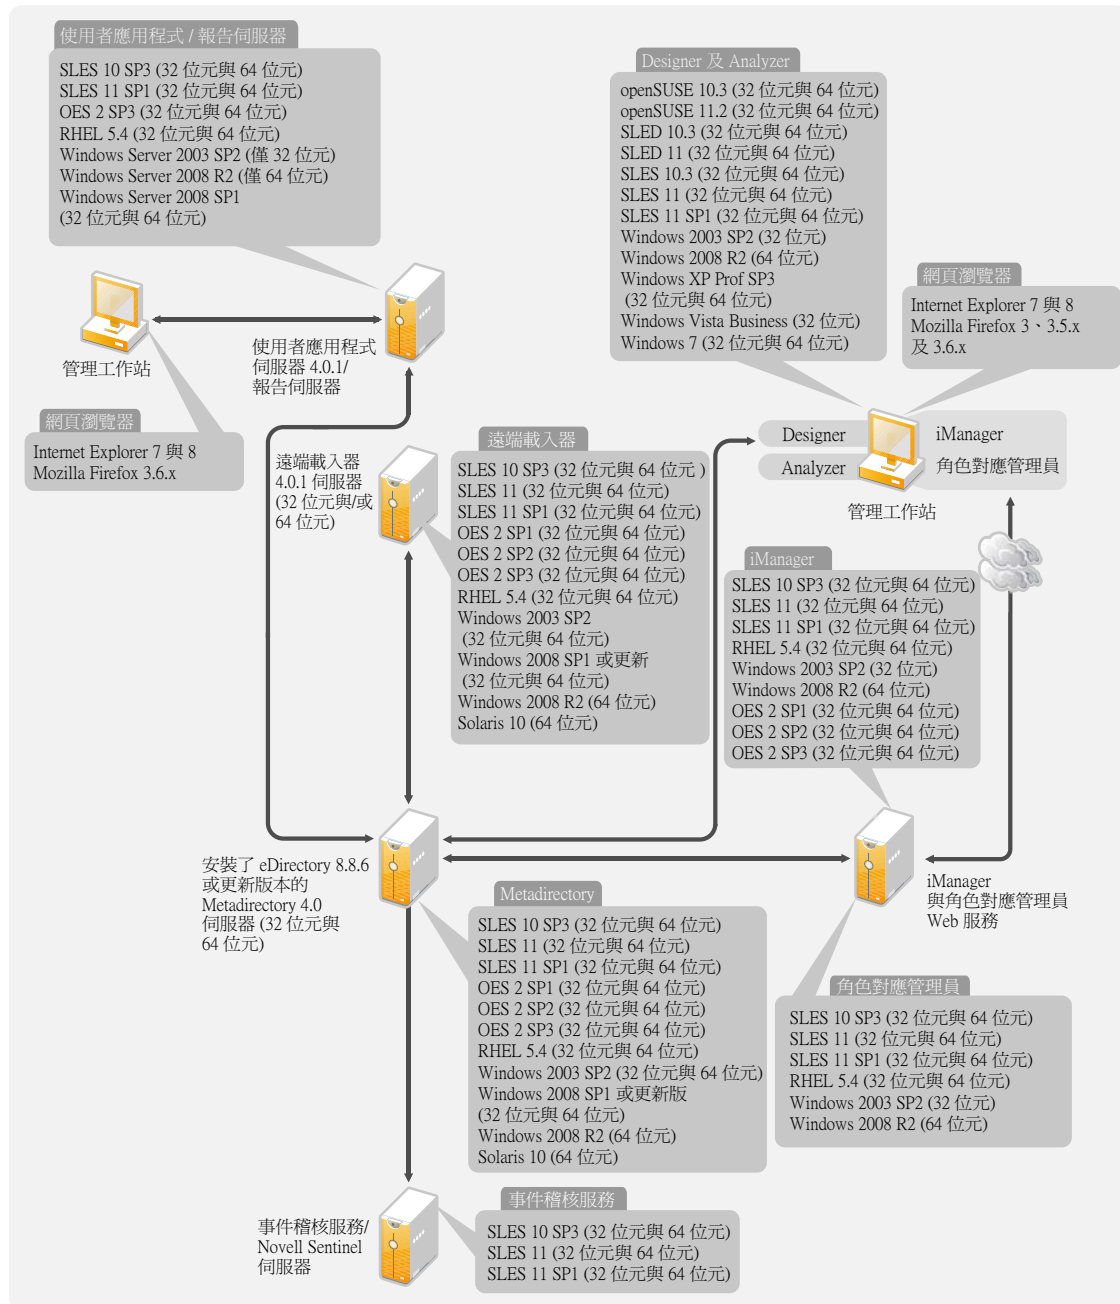 使用者應用程式 / 報告伺服器
SLES 10 SP3 (32 位元與 64 位元)
SLES 11 SP1 (32 位元與 64 位元)
OES 2 SP3 (32 位元與 64 位元)
RHEL 5.4 (32 位元與 64 位元)
Windows Server 2003 SP2 (僅 32 位元)
Windows Server 2008 R2 (僅 64 位元)
Windows Server 2008 SP1
(32 位元與 64 位元)
Designer 及 Analyzer
openSUSE 10.3 (32 位元與 64 位元)
openSUSE 11.2 (32 位元與 64 位元)
SLED 10.3 (32 位元與 64 位元)
SLED 11 (32 位元與 64 位元)
SLES 10.3 (32 位元與 64 位元)
SLES 11 (32 位元與 64 位元)
SLES 11 SP1 (32 位元與 64 位元)
Windows 2003 SP2 (32 位元)
Windows 2008 R2 (64 位元)
Windows XP Prof SP3
(32 位元與 64 位元)
Windows Vista Business (32 位元)
Windows 7 (32 位元與 64 位元)
網頁瀏覽器
Internet Explorer 7 與 8
Mozilla Firefox 3、3.5.x
及 3.6.x
管理工作站
使用者應用程式
伺服器 4.0.1/
報告伺服器
網頁瀏覽器
Internet Explorer 7 與 8
Mozilla Firefox 3.6.x
遠端載入器
4.0.1 伺服器
(32 位元與/或
64 位元)
遠端載入器
SLES 10 SP3 (32 位元與 64 位元 )
SLES 11 (32 位元與 64 位元)
SLES 11 SP1 (32 位元與 64 位元)
OES 2 SP1 (32 位元與 64 位元)
OES 2 SP2 (32 位元與 64 位元)
OES 2 SP3 (32 位元與 64 位元)
RHEL 5.4 (32 位元與 64 位元)
Windows 2003 SP2
(32 位元與 64 位元)
Windows 2008 SP1 或更新
(32 位元與 64 位元)
Windows 2008 R2 (64 位元)
Solaris 10 (64 位元)
Designer
Analyzer
iManager
角色對應管理員
管理工作站
iManager
SLES 10 SP3 (32 位元與 64 位元)
SLES 11 (32 位元與 64 位元)
SLES 11 SP1 (32 位元與 64 位元)
RHEL 5.4 (32 位元與 64 位元)
Windows 2003 SP2 (32 位元)
Windows 2008 R2 (64 位元)
OES 2 SP1 (32 位元與 64 位元)
OES 2 SP2 (32 位元與 64 位元)
OES 2 SP3 (32 位元與 64 位元)
安裝了 eDirectory 8.8.6
或更新版本的
Metadirectory 4.0
伺服器 (32 位元與
64 位元)
iManager
與角色對應管理員
Web 服務
Metadirectory
SLES 10 SP3 (32 位元與 64 位元)
SLES 11 (32 位元與 64 位元)
SLES 11 SP1 (32 位元與 64 位元)
OES 2 SP1 (32 位元與 64 位元)
OES 2 SP2 (32 位元與 64 位元)
OES 2 SP3 (32 位元與 64 位元)
RHEL 5.4 (32 位元與 64 位元)
Windows 2003 SP2 (32 位元與 64 位元)
Windows 2008 SP1 或更新版
(32 位元與 64 位元)
Windows 2008 R2 (64 位元)
Solaris 10 (64 位元)
角色對應管理員
SLES 10 SP3 (32 位元與 64 位元)
SLES 11 (32 位元與 64 位元)
SLES 11 SP1 (32 位元與 64 位元)
RHEL 5.4 (32 位元與 64 位元)
Windows 2003 SP2 (32 位元)
Windows 2008 R2 (64 位元)
事件稽核服務/
Novell Sentinel
伺服器
事件稽核服務
SLES 10 SP3 (32 位元與 64 位元)
SLES 11 (32 位元與 64 位元)
SLES 11 SP1 (32 位元與 64 位元)